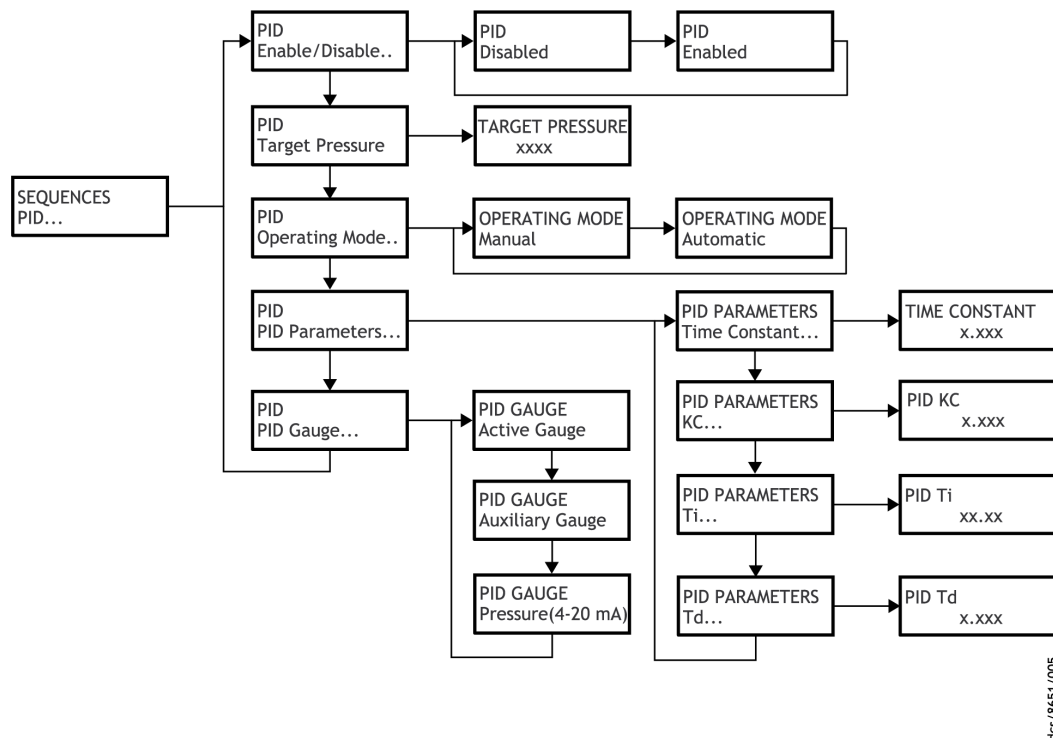 PID
Enable/Disable..
PID
Disabled
PID
Enabled
PID
Target Pressure
TARGET PRESSURE
xxxx
SEQUENCES
PID...
PID
Operating Mode..
OPERATING MODE
Manual
OPERATING MODE
Automatic
PID
PID Parameters...
PID PARAMETERS
Time Constant...
TIME CONSTANT
x.xxx
PID PARAMETERS
KC...
PID KC
x.xxx
PID
PID Gauge...
PID GAUGE
Active Gauge
PID GAUGE
Auxiliary Gauge
PID GAUGE
Pressure(4-20 mA)
PID PARAMETERS
Ti...
PID Ti
xx.xx
PID PARAMETERS
Td...
PID Td
x.xxx
dcs/8651/005